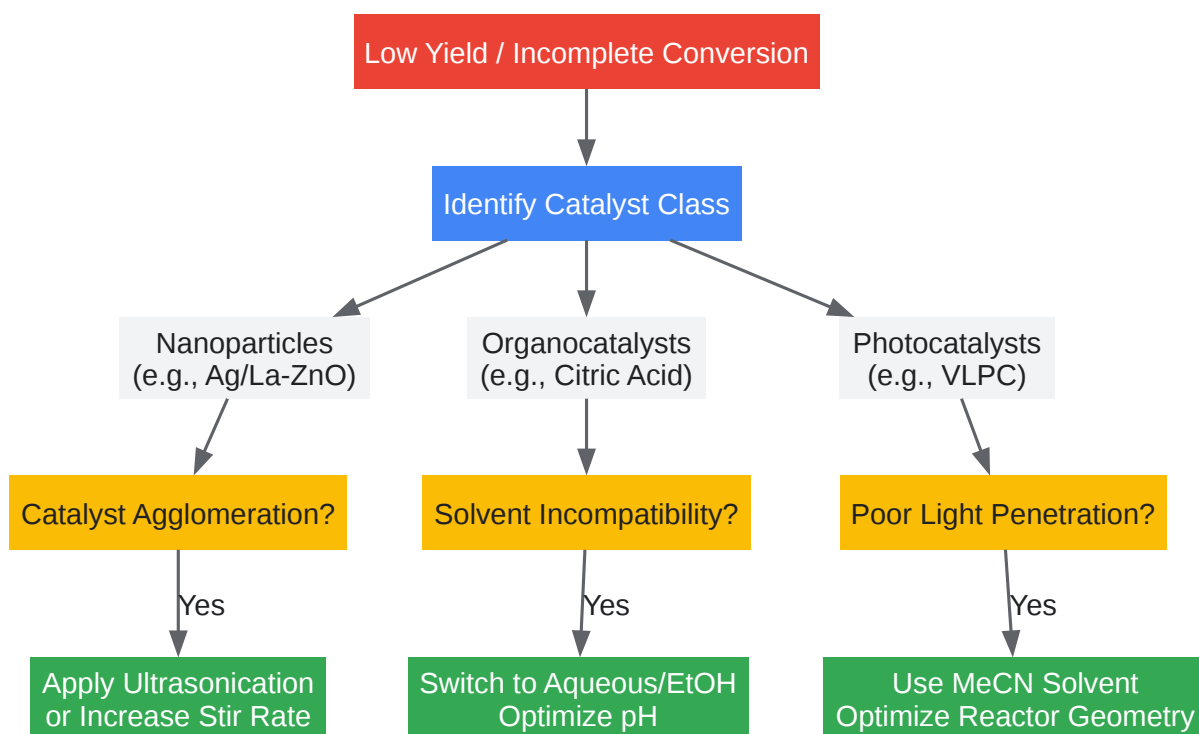 Low Yield / Incomplete Conversion
Identify Catalyst Class
Nanoparticles
(e.g., Ag/La-ZnO)
Organocatalysts
(e.g., Citric Acid)
Photocatalysts
(e.g., VLPC)
Catalyst Agglomeration?
Solvent Incompatibility?
Poor Light Penetration?
Yes
Yes
Yes
Apply Ultrasonication
or Increase Stir Rate
Switch to Aqueous/EtOH
Optimize pH
Use MeCN Solvent
Optimize Reactor Geometry